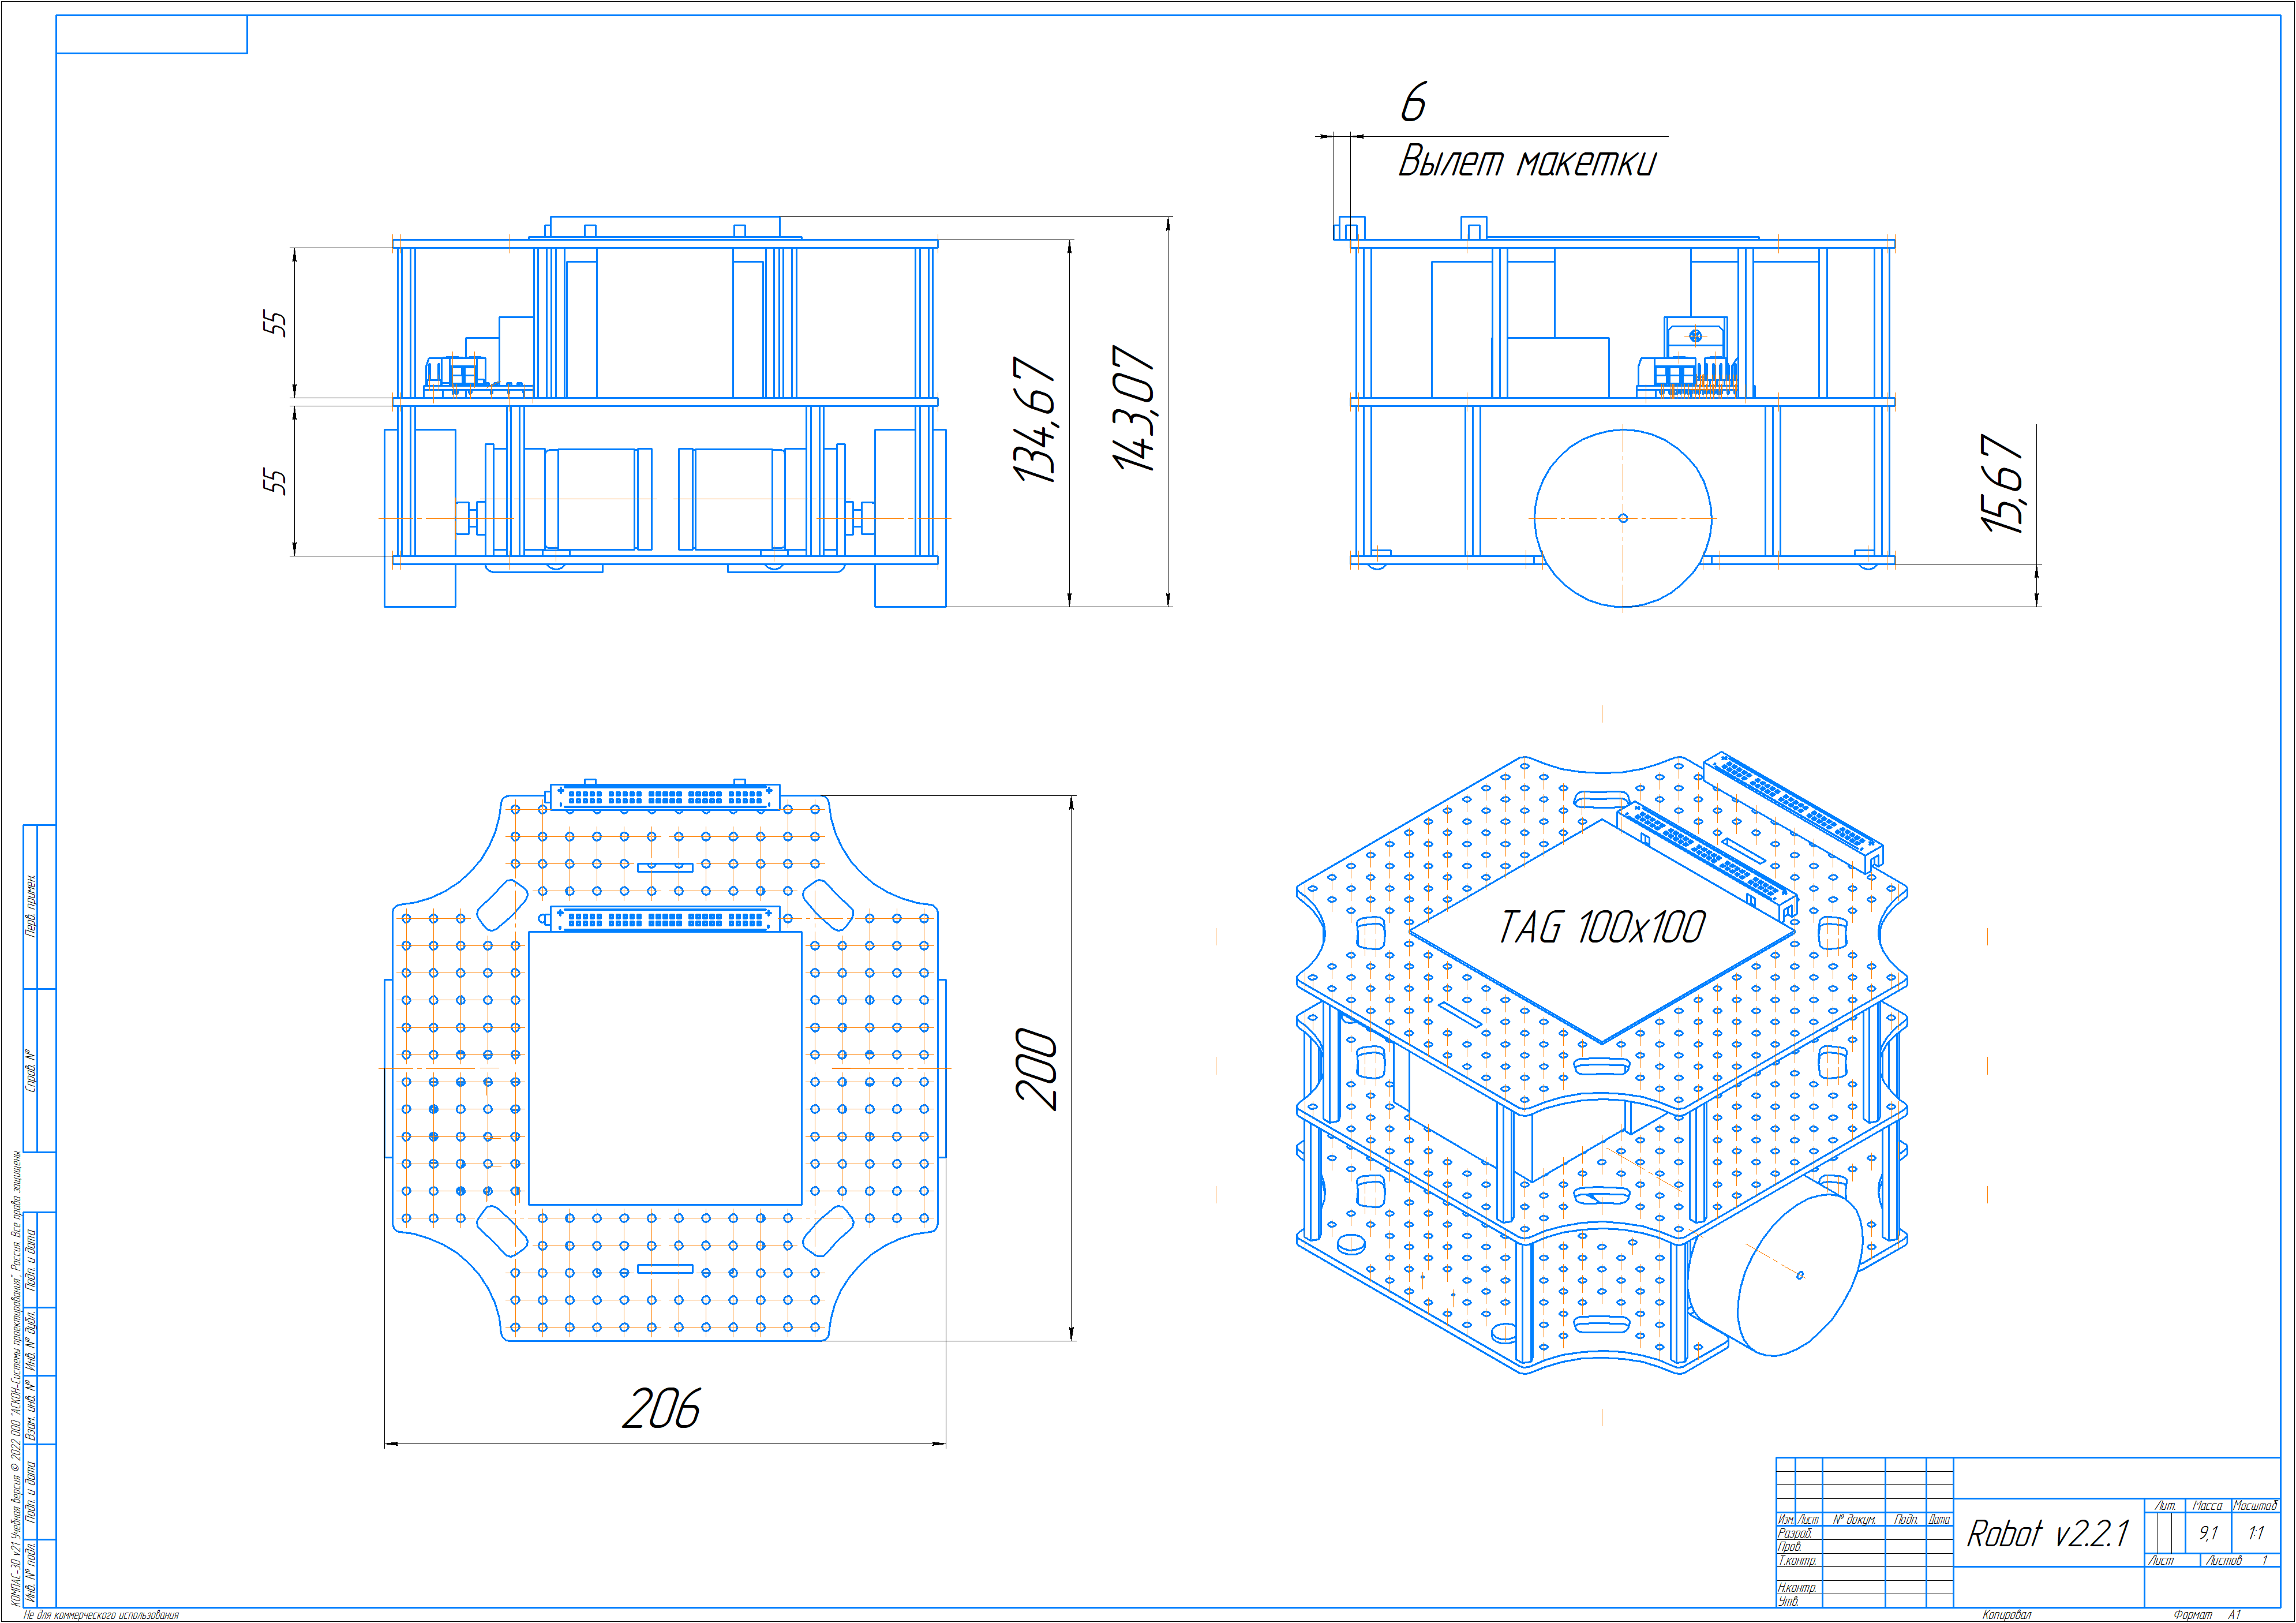 6
Вылет макетки
55
55
134,67
143,07
15,67
200
206
TAG 100x100
Перв. примен.
Справ. №
Подп. и дата
Инв. № дубл.
Взам. инв. №
Подп. и дата
Инв. № подл.
КОМПАС-3D v21 Учебная версия © 2022 ООО "АСКОН-Системы проектирования", Россия. Все права защищены.
Изм. Лист № докум. Подп. Дата
Разраб.
Пров.
Т.контр.
Н.контр.
Утв.
Robot v2.2.1
Лит. Масса Масштаб
9,1 1:1
Лист Листов 1
Не для коммерческого использования
Копировал Формат A1